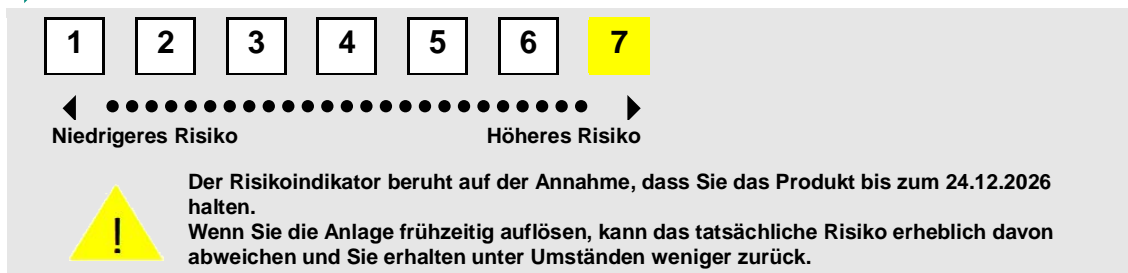 1 2 3 4 5 6 7
Niedrigeres Risiko Höheres Risiko
Der Risikoindikator beruht auf der Annahme, dass Sie das Produkt bis zum 24.12.2026
halten.
Wenn Sie die Anlage frühzeitig auflösen, kann das tatsächliche Risiko erheblich davon
abweichen und Sie erhalten unter Umständen weniger zurück.
!